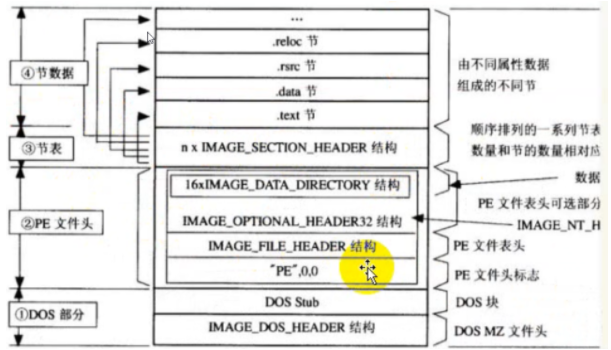 ...
.reloc 节
.rsrc 节
.data 节
.text 节
n x IMAGE_SECTION_HEADER 结构
16xIMAGE_DATA_DIRECTORY 结构
IMAGE_OPTIONAL_HEADER32 结构
IMAGE_FILE_HEADER 结构
"PE",0,0
DOS Stub
IMAGE_DOS_HEADER 结构
④节数据
③节表
②PE 文件头
①DOS 部分
由不同属性数据
组成的不同节
顺序排列的一系列节表
数量和节的数量相对应
数据
PE 文件表头可选部分
IMAGE_NT_H
PE 文件表头
PE 文件头标志
DOS 块
DOS MZ 文件头